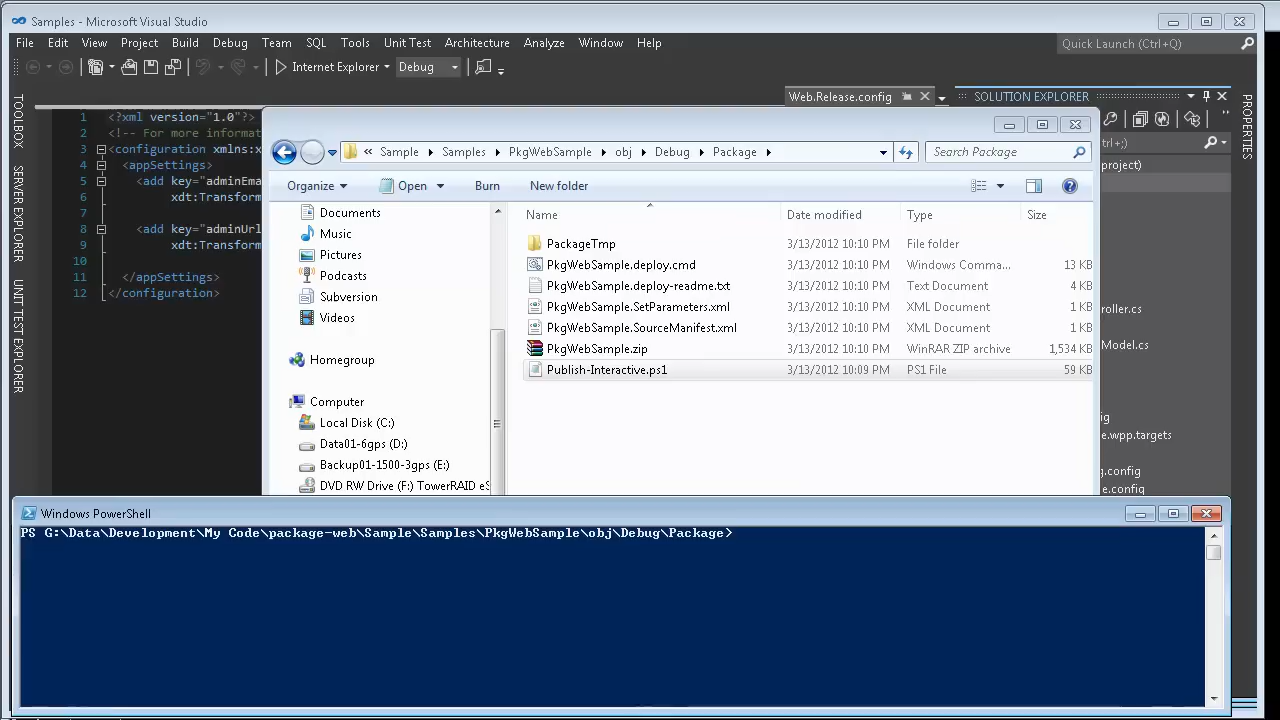 Samples - Microsoft Visual Studio
File Edit View Project Build Debug Team SQL Tools Unit Test Architecture Analyze Window Help
Quick Launch (Ctrl+Q)
Internet Explorer Debug
Web.Release.config
SOLUTION EXPLORER
TOOLBOX
SERVER EXPLORER
UNIT TEST EXPLORER
PROPERTIES
1 <?xml version="1.0"?>
2 <!-- For more informat
3 <configuration xmlns:x
4 <appSettings>
5 <add key="adminEma
6 xdt:Transform
7
8 <add key="adminUrl
9 xdt:Transform
10
11 </appSettings>
12 </configuration>
« Sample Samples PkgWebSample obj Debug Package
Search Package
Organize Open Burn New folder
Documents
Music
Pictures
Podcasts
Subversion
Videos
Homegroup
Computer
Local Disk (C:)
Data01-6gps (D:)
Backup01-1500-3gps (E:)
DVD RW Drive (F:) TowerRAID eS
Name Date modified Type Size
PackageTmp 3/13/2012 10:10 PM File folder
PkgWebSample.deploy.cmd 3/13/2012 10:10 PM Windows Comma... 13 KB
PkgWebSample.deploy-readme.txt 3/13/2012 10:10 PM Text Document 4 KB
PkgWebSample.SetParameters.xml 3/13/2012 10:10 PM XML Document 1 KB
PkgWebSample.SourceManifest.xml 3/13/2012 10:10 PM XML Document 1 KB
PkgWebSample.zip 3/13/2012 10:10 PM WinRAR ZIP archive 1,534 KB
Publish-Interactive.ps1 3/13/2012 10:09 PM PS1 File 59 KB
trl+;)
project)
roller.cs
Model.cs
ig
e.wpp.targets
g.config
se.config
Windows PowerShell
PS G:\Data\Development\My Code\package-web\Sample\Samples\PkgWebSample\obj\Debug\Package>